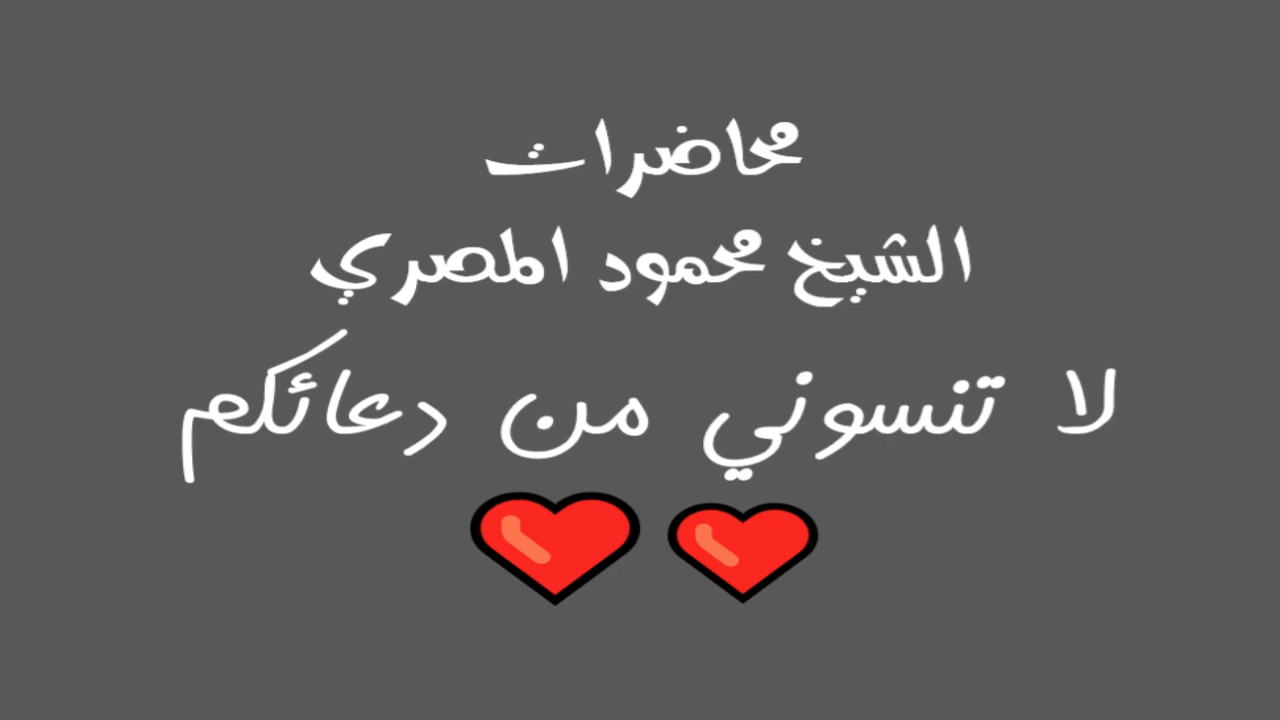 محاضرات
الشيخ محمود المصري
لا تنسوني من دعائكم